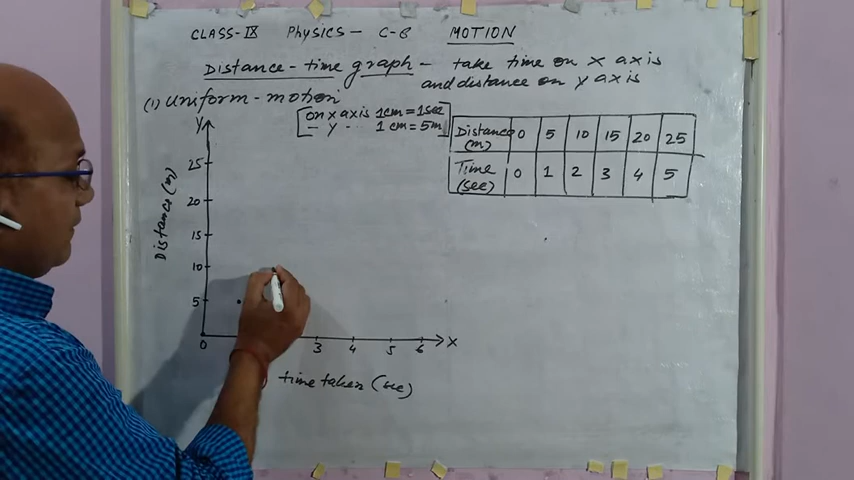 CLASS-IX Physics - C-8 MOTION
Distance - time graph - take time on X axis
and distance on y axis
(1) Uniform - motion
[on x axis 1cm = 1sec
- y - 1 cm = 5m]
Distance (m) 0 5 10 15 20 25
Time (sec) 0 1 2 3 4 5
Y
Distance (m)
25
20
15
10
5
0 3 4 5 6 X
time taken (sec)